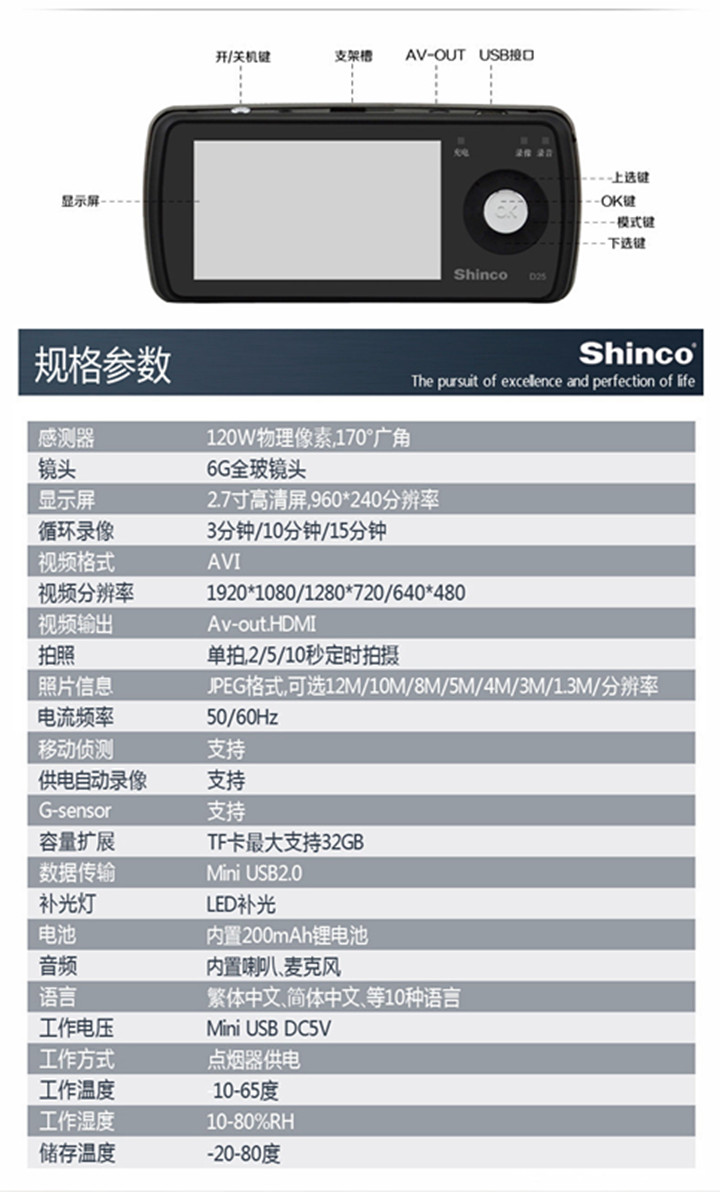 开/关机键 支架槽 AV-OUT USB接口
充电 录像 录音
上选键
显示屏 OK OK键
模式键
下选键
Shinco D25
规格参数
Shinco®
The pursuit of excellence and perfection of life
感测器 120W物理像素,170°广角
镜头 6G全玻镜头
显示屏 2.7寸高清屏,960*240分辨率
循环录像 3分钟/10分钟/15分钟
视频格式 AVI
视频分辨率 1920*1080/1280*720/640*480
视频输出 Av-out.HDMI
拍照 单拍,2/5/10秒定时拍摄
照片信息 JPEG格式,可选12M/10M/8M/5M/4M/3M/1.3M/分辨率
电流频率 50/60Hz
移动侦测 支持
供电自动录像 支持
G-sensor 支持
容量扩展 TF卡最大支持32GB
数据传输 Mini USB2.0
补光灯 LED补光
电池 内置200mAh锂电池
音频 内置喇叭、麦克风
语言 繁体中文、简体中文、等10种语言
工作电压 Mini USB DC5V
工作方式 点烟器供电
工作温度 -10-65度
工作湿度 10-80%RH
储存温度 -20-80度